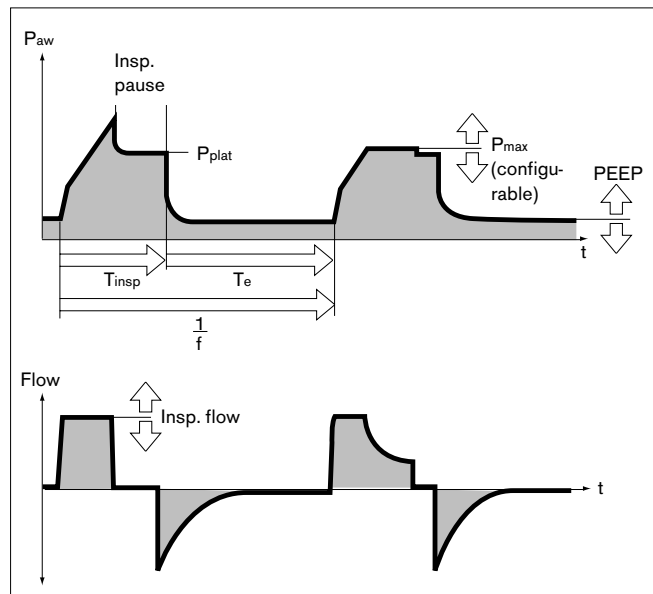 Paw
Insp.
pause
Pplat
Pmax
(configu-
rable)
PEEP
t
Tinsp
Te
1
f
Flow
Insp. flow
t